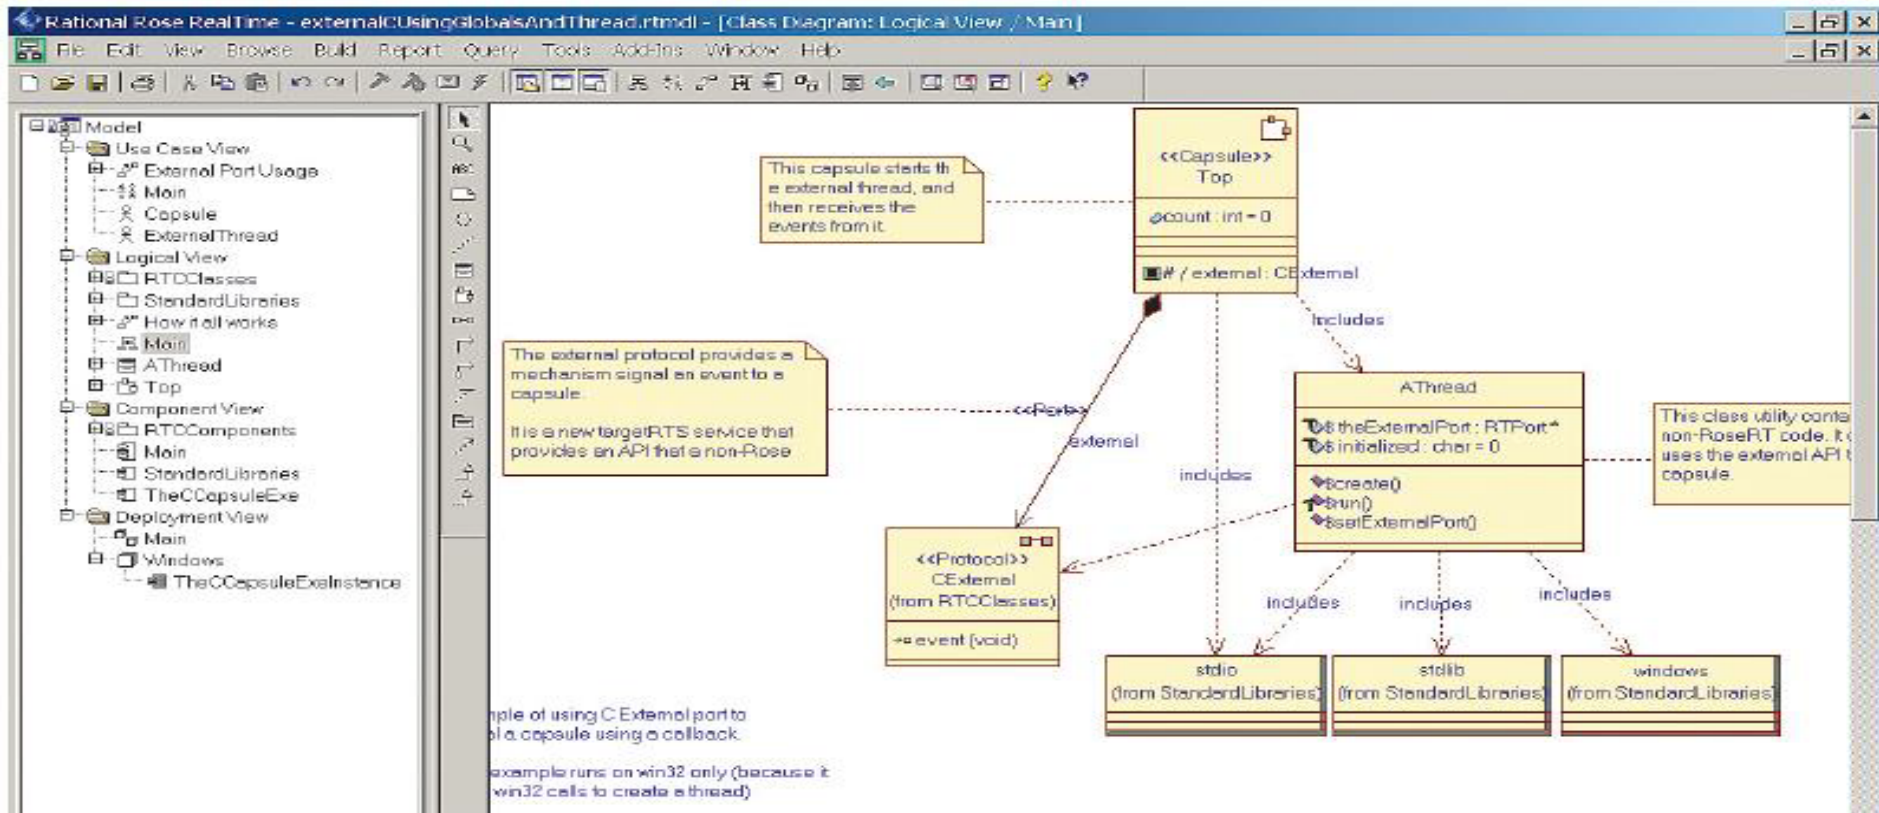 Rational Rose RealTime - externalCUsingGlobalsAndThread.rtmdl - [Class Diagram: Logical View / Main]
File Edit View Browse Build Report Query Tools Add-Ins Window Help
ABC
Model
Use Case View
External Port Usage
Main
Capsule
ExternalThread
Logical View
RTCClasses
StandardLibraries
How it all works
Main
AThread
Top
Component View
RTCComponents
Main
StandardLibraries
TheCCapsuleExe
Deployment View
Main
Windows
TheCCapsuleExeInstance
This capsule starts th
e external thread, and
then receives the
events from it.
<<Capsule>>
Top
count : int = 0
# / external : CExternal
Includes
The external protocol provides a
mechanism signal an event to a
capsule.
It is a new targetRTS service that
provides an API that a non-Rose
<<Port>>
external
includes
AThread
$ theExternalPort : RTPort*
$ initialized : char = 0
$create()
$run()
$setExternalPort()
This class utility conta
non-RoseRT code. It
uses the external API t
capsule.
<<Protocol>>
CExternal
(from RTCClasses)
event (void)
includes
includes
includes
stdio
(from StandardLibraries)
stdlib
(from StandardLibraries)
windows
(from StandardLibraries)
mple of using C External port to
a capsule using a callback.
example runs on win32 only (because it
win32 calls to create a thread)